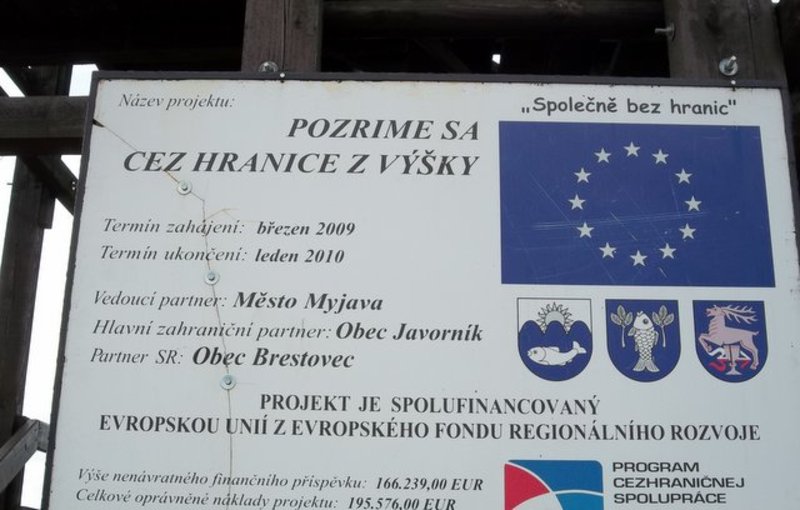 Název projektu:
„Společně bez hranic"
POZRIME SA
CEZ HRANICE Z VÝŠKY
Termín zahájení: březen 2009
Termín ukončení: leden 2010
Vedoucí partner: Město Myjava
Hlavní zahraniční partner: Obec Javorník
Partner SR: Obec Brestovec
PROJEKT JE SPOLUFINANCOVANÝ
EVROPSKOU UNIÍ Z EVROPSKÉHO FONDU REGIONÁLNÍHO ROZVOJE
Výše nenávratného finančního příspěvku: 166.239,00 EUR
Celkové oprávněné náklady projektu: 195.576,00 EUR
PROGRAM
CEZHRANIČNEJ
SPOLUPRÁCE